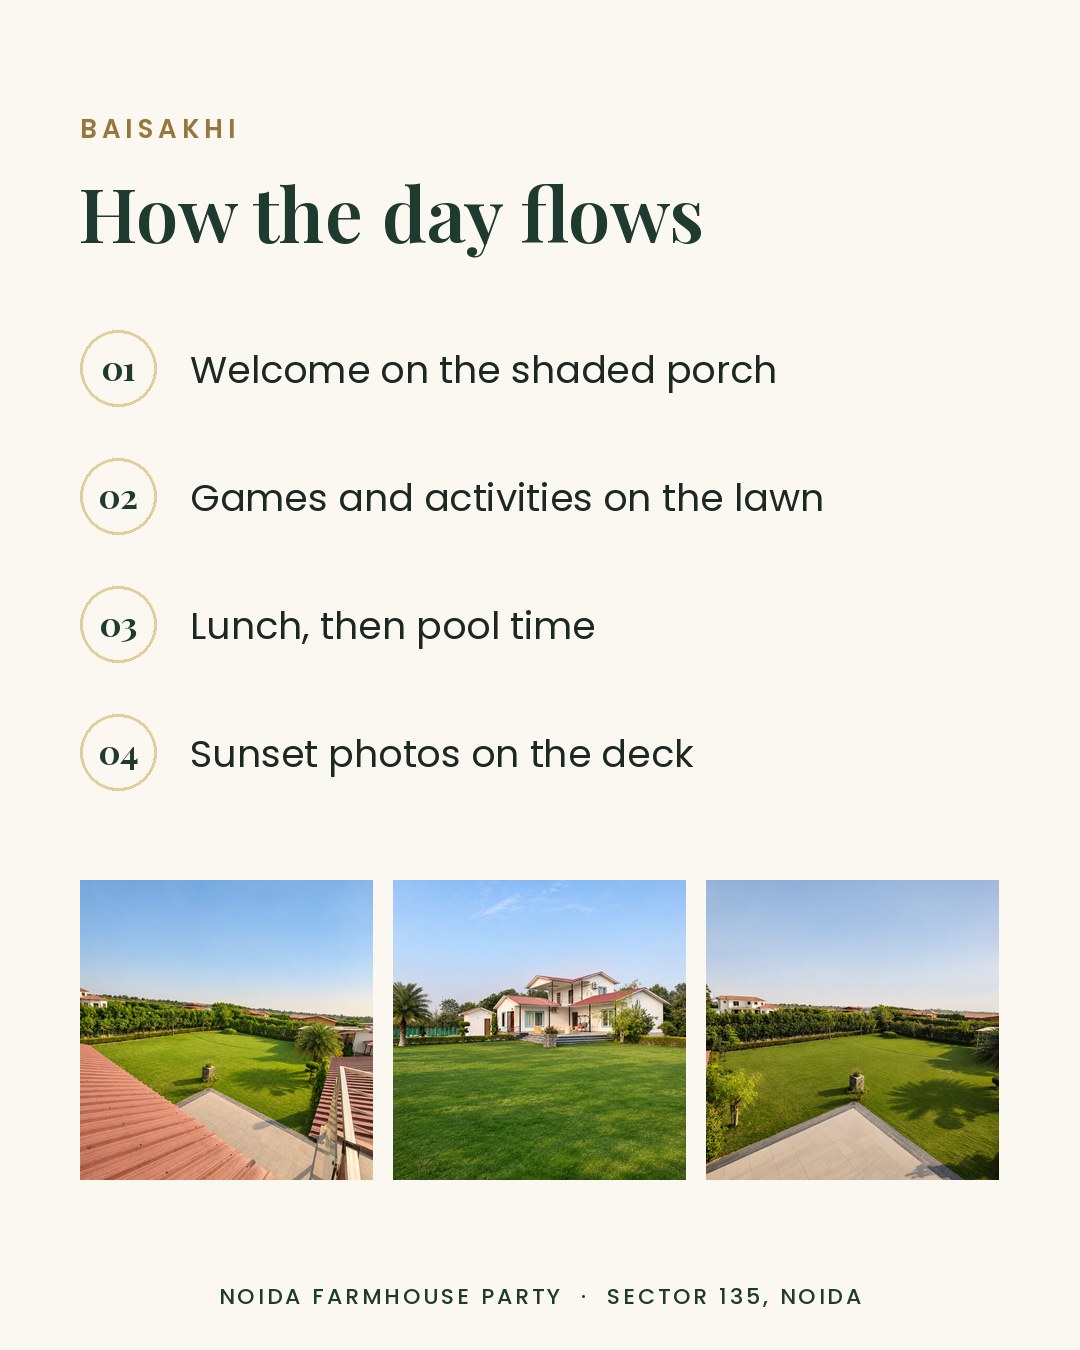 BAISAKHI
How the day flows
01 Welcome on the shaded porch
02 Games and activities on the lawn
03 Lunch, then pool time
04 Sunset photos on the deck
NOIDA FARMHOUSE PARTY · SECTOR 135, NOIDA